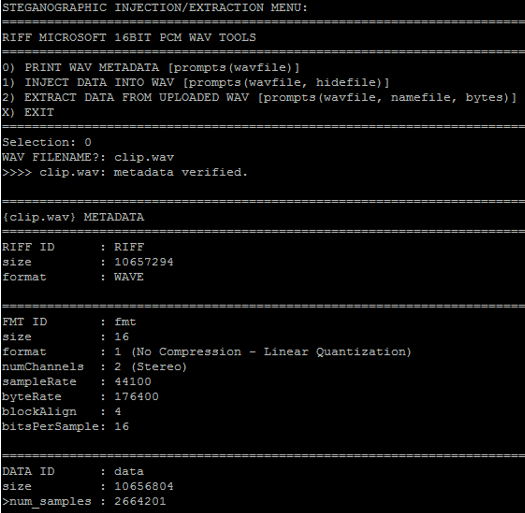 STEGANOGRAPHIC INJECTION/EXTRACTION MENU:
RIFF MICROSOFT 16BIT PCM WAV TOOLS
0) PRINT WAV METADATA [prompts(wavfile)]
1) INJECT DATA INTO WAV [prompts(wavfile, hidefile)]
2) EXTRACT DATA FROM UPLOADED WAV [prompts(wavfile, namefile, bytes)]
X) EXIT
Selection: 0
WAV FILENAME?: clip.wav
>>>> clip.wav: metadata verified.
{clip.wav} METADATA
RIFF ID : RIFF
size : 10657294
format : WAVE
FMT ID : fmt
size : 16
format : 1 (No Compression - Linear Quantization)
numChannels : 2 (Stereo)
sampleRate : 44100
byteRate : 176400
blockAlign : 4
bitsPerSample: 16
DATA ID : data
size : 10656804
>num_samples : 2664201